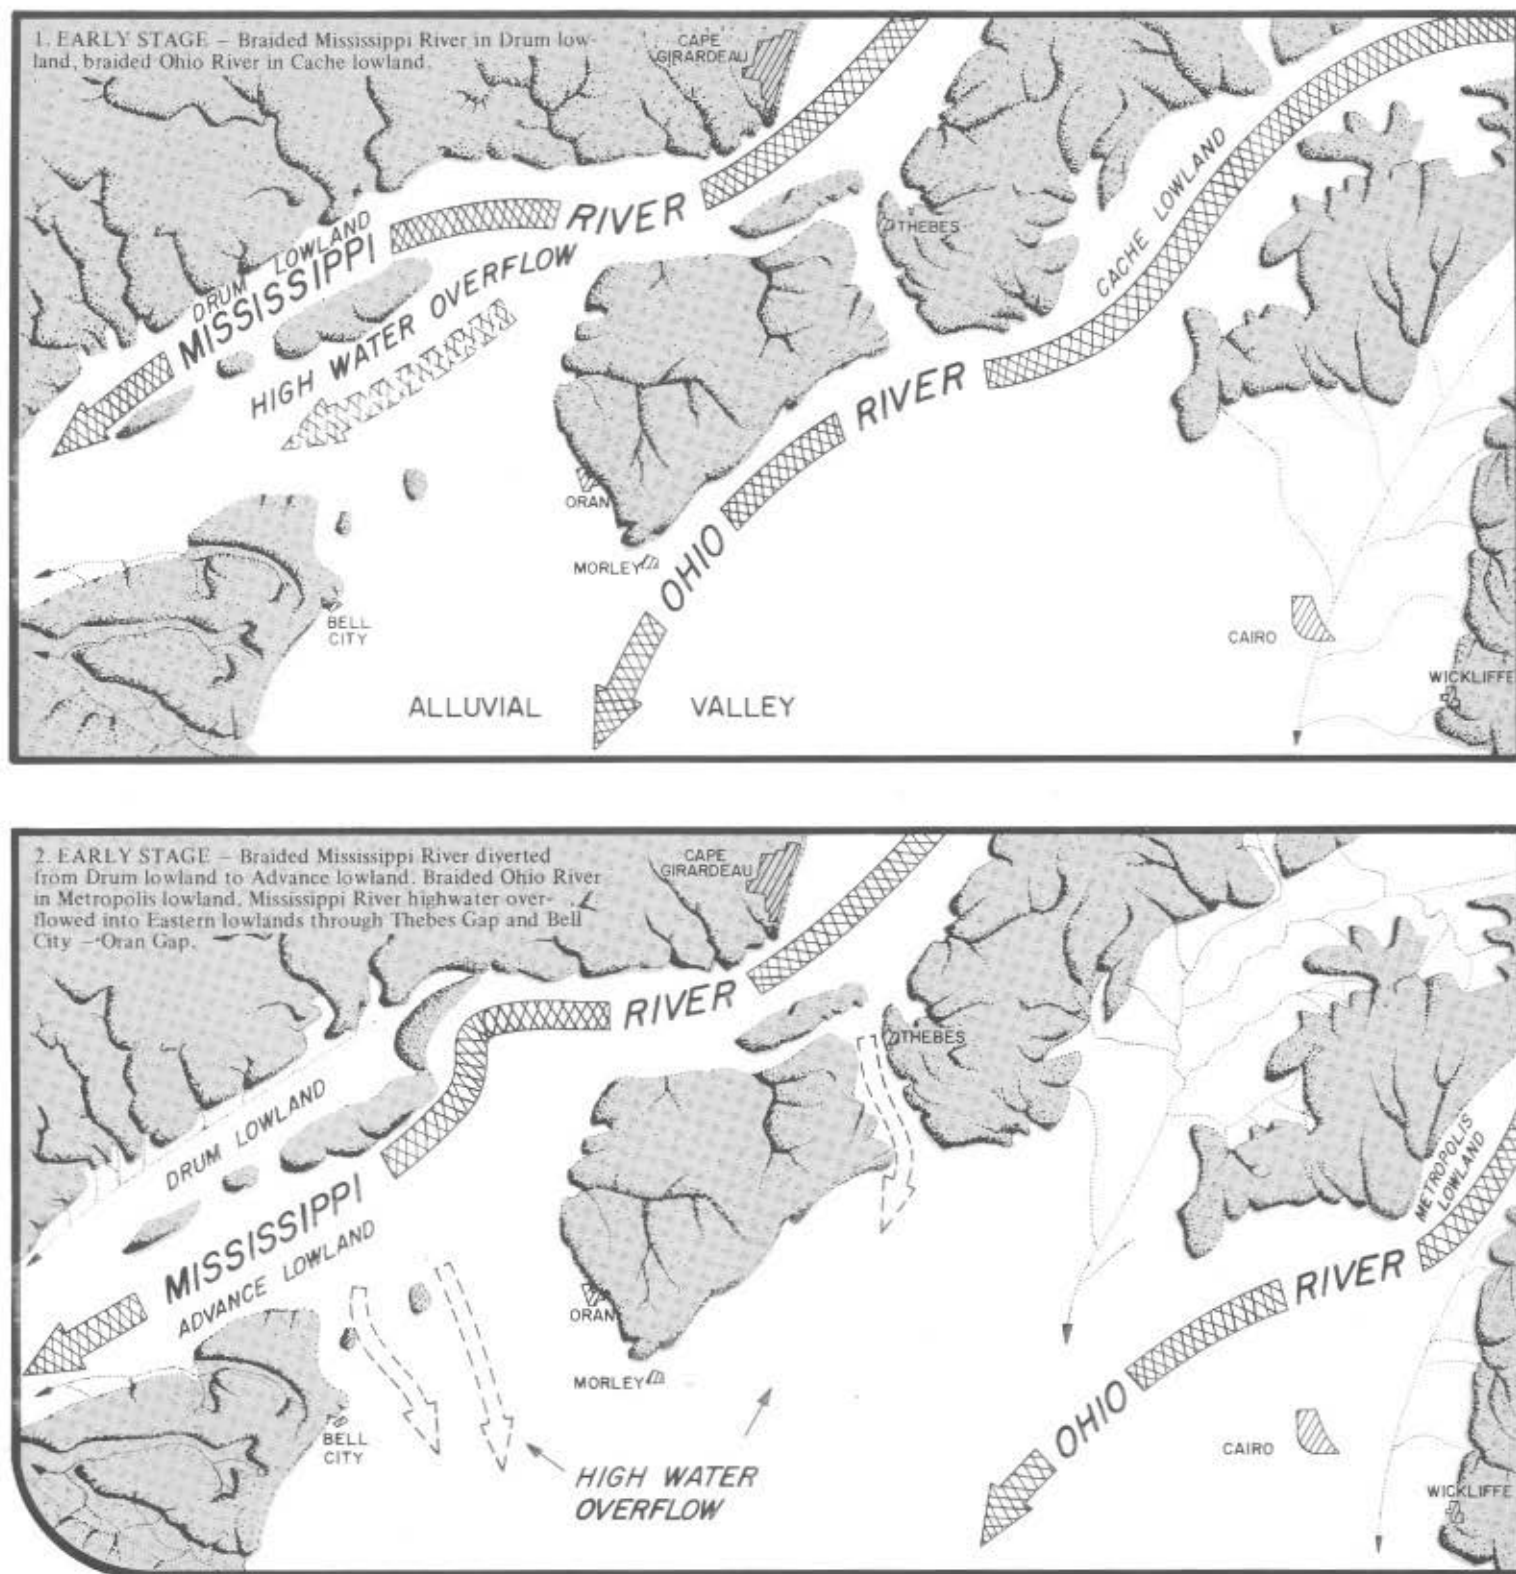 1. EARLY STAGE – Braided Mississippi River in Drum low-
land, braided Ohio River in Cache lowland.
CAPE
GIRARDEAU
RIVER
THEBES
CACHE LOWLAND
DRUM LOWLAND
MISSISSIPPI
HIGH WATER OVERFLOW
RIVER
ORAN
MORLEY
OHIO
BELL
CITY
CAIRO
WICKLIFFE
ALLUVIAL VALLEY
2. EARLY STAGE – Braided Mississippi River diverted
from Drum lowland to Advance lowland. Braided Ohio River
in Metropolis lowland. Mississippi River highwater over-
flowed into Eastern lowlands through Thebes Gap and Bell
City – Oran Gap.
CAPE
GIRARDEAU
RIVER
THEBES
DRUM LOWLAND
METROPOLIS
LOWLAND
MISSISSIPPI
ADVANCE LOWLAND
RIVER
ORAN
MORLEY
OHIO
BELL
CITY
CAIRO
HIGH WATER
OVERFLOW
WICKLIFFE